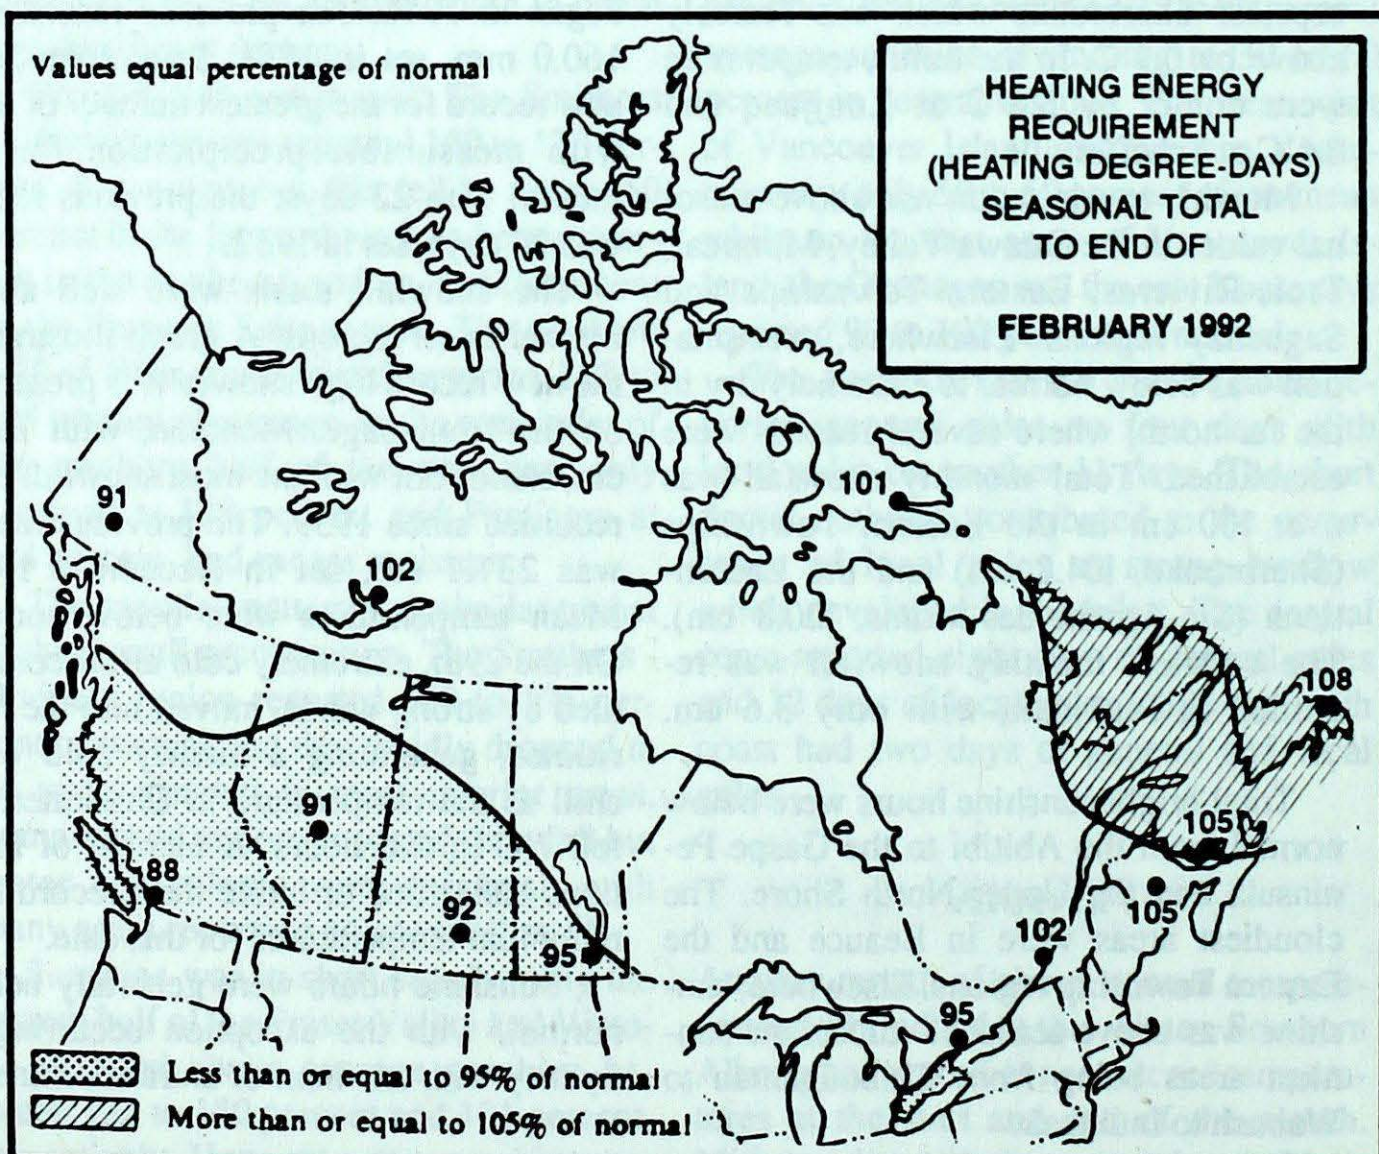 Values equal percentage of normal
HEATING ENERGY
REQUIREMENT
(HEATING DEGREE-DAYS)
SEASONAL TOTAL
TO END OF
FEBRUARY 1992
91
101
102
108
91
105
88
105
92
102
95
95
Less than or equal to 95% of normal
More than or equal to 105% of normal